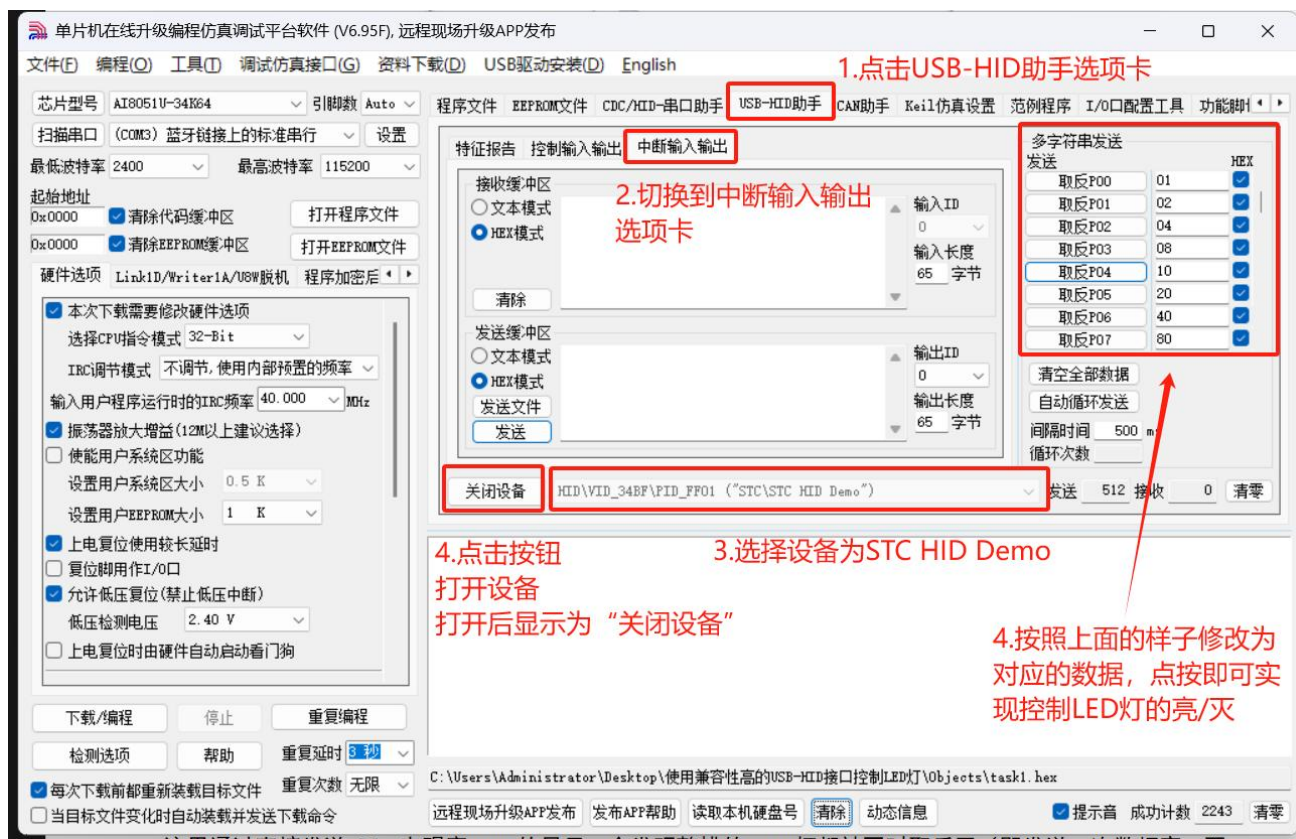 单片机在线升级编程仿真调试平台软件 (V6.95F), 远程现场升级APP发布
文件(F) 编程(O) 工具(T) 调试仿真接口(G) 资料下载(D) USB驱动安装(D) English
1.点击USB-HID助手选项卡
芯片型号 AI8051U-34K64 引脚数 Auto
扫描串口 (COM3) 蓝牙链接上的标准串行 设置
最低波特率 2400 最高波特率 115200
起始地址
0x0000 清除代码缓冲区 打开程序文件
0x0000 清除EEPROM缓冲区 打开EEPROM文件
硬件选项 Link1D/Writer1A/U8W脱机 程序加密后
本次下载需要修改硬件选项
选择CPU指令模式 32-Bit
IRC调节模式 不调节,使用内部预置的频率
输入用户程序运行时的IRC频率 40.000 MHz
振荡器放大增益(12M以上建议选择)
使能用户系统区功能
设置用户系统区大小 0.5 K
设置用户EEPROM大小 1 K
上电复位使用较长延时
复位脚用作I/O口
允许低压复位(禁止低压中断)
低压检测电压 2.40 V
上电复位时由硬件自动启动看门狗
下载/编程 停止 重复编程
检测选项 帮助 重复延时 3 秒
每次下载前都重新装载目标文件 重复次数 无限
当目标文件变化时自动装载并发送下载命令
程序文件 EEPROM文件 CDC/HID-串口助手 USB-HID助手 CAN助手 Keil仿真设置 范例程序 I/O口配置工具 功能脚
特征报告 控制输入输出 中断输入输出
2.切换到中断输入输出
选项卡
接收缓冲区
文本模式
HEX模式
清除
输入ID
0
输入长度
65 字节
发送缓冲区
文本模式
HEX模式
发送文件
发送
输出ID
0
输出长度
65 字节
多字符串发送
发送 HEX
取反P00 01
取反P01 02
取反P02 04
取反P03 08
取反P04 10
取反P05 20
取反P06 40
取反P07 80
清空全部数据
自动循环发送
间隔时间 500 ms
循环次数
关闭设备 HID\VID_34BF\PID_FF01 ("STC\STC HID Demo") 发送 512 接收 0 清零
4.点击按钮
打开设备
打开后显示为“关闭设备”
3.选择设备为STC HID Demo
4.按照上面的样子修改为
对应的数据，点按即可实
现控制LED灯的亮/灭
C:\Users\Administrator\Desktop\使用兼容性高的USB-HID接口控制LED灯\Objects\task1.hex
远程现场升级APP发布 发布APP帮助 读取本机硬盘号 清除 动态信息 提示音 成功计数 2243 清零